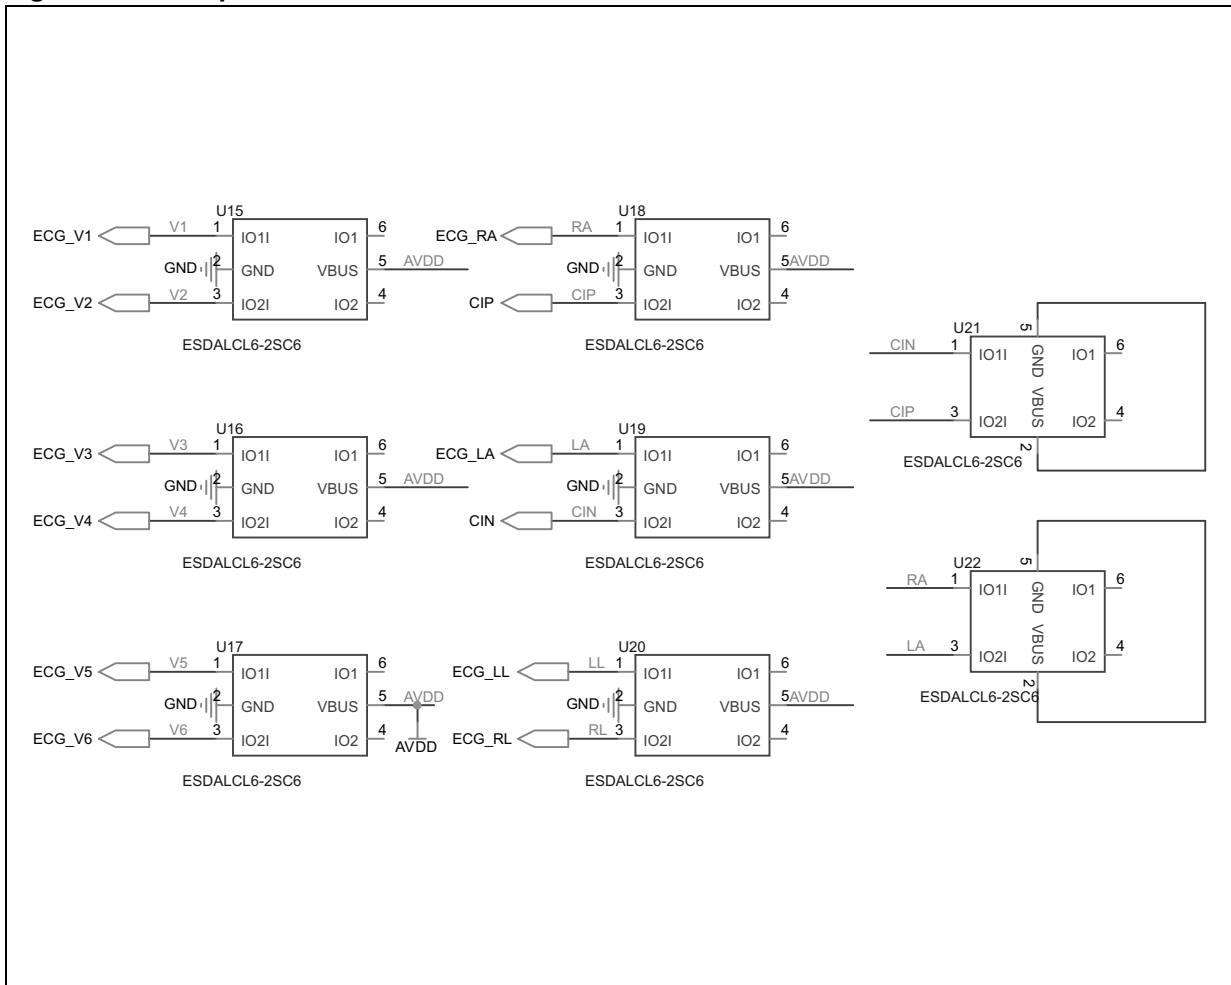 U15
ECG_V1 V1 1 IO1I IO1 6
GND 2 GND VBUS 5 AVDD
ECG_V2 V2 3 IO2I IO2 4
ESDALCL6-2SC6
U18
ECG_RA RA 1 IO1I IO1 6
GND 2 GND VBUS 5 AVDD
CIP CIP 3 IO2I IO2 4
ESDALCL6-2SC6
U21
5
CIN 1 IO1I GND IO1 6
CIP 3 IO2I VBUS IO2 4
2
ESDALCL6-2SC6
U16
ECG_V3 V3 1 IO1I IO1 6
GND 2 GND VBUS 5 AVDD
ECG_V4 V4 3 IO2I IO2 4
ESDALCL6-2SC6
U19
ECG_LA LA 1 IO1I IO1 6
GND 2 GND VBUS 5 AVDD
CIN CIN 3 IO2I IO2 4
ESDALCL6-2SC6
U22
5
RA 1 IO1I GND IO1 6
LA 3 IO2I VBUS IO2 4
2
ESDALCL6-2SC6
U17
ECG_V5 V5 1 IO1I IO1 6
GND 2 GND VBUS 5 AVDD
ECG_V6 V6 3 IO2I IO2 4
AVDD
ESDALCL6-2SC6
U20
ECG_LL LL 1 IO1I IO1 6
GND 2 GND VBUS 5 AVDD
ECG_RL RL 3 IO2I IO2 4
ESDALCL6-2SC6